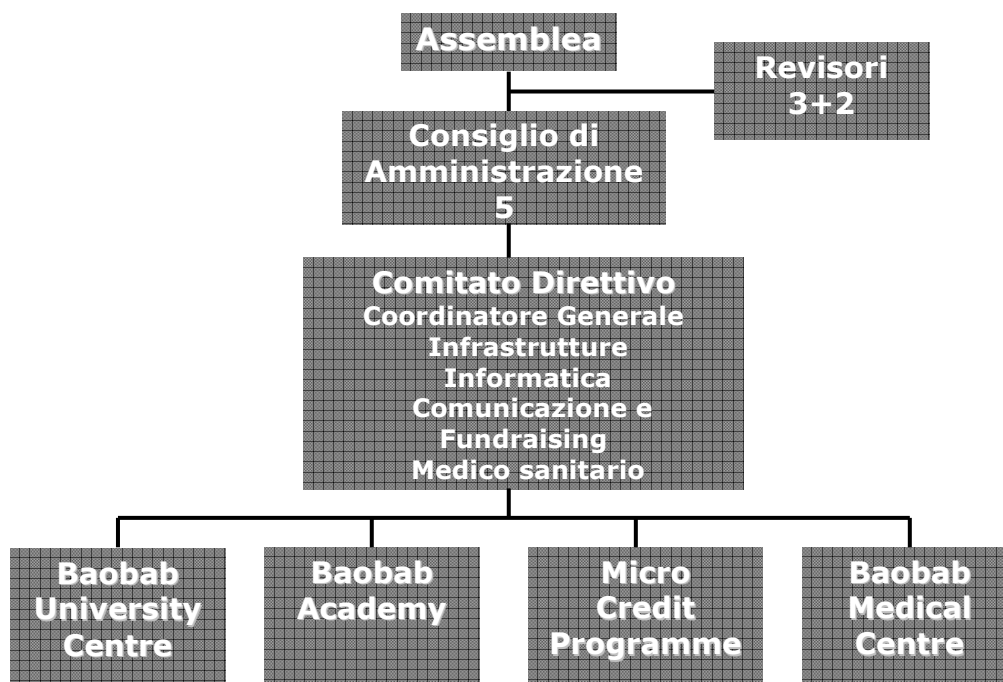 Assemblea
Revisori
3+2
Consiglio di
Amministrazione
5
Comitato Direttivo
Coordinatore Generale
Infrastrutture
Informatica
Comunicazione e
Fundraising
Medico sanitario
Baobab
University
Centre
Baobab
Academy
Micro
Credit
Programme
Baobab
Medical
Centre